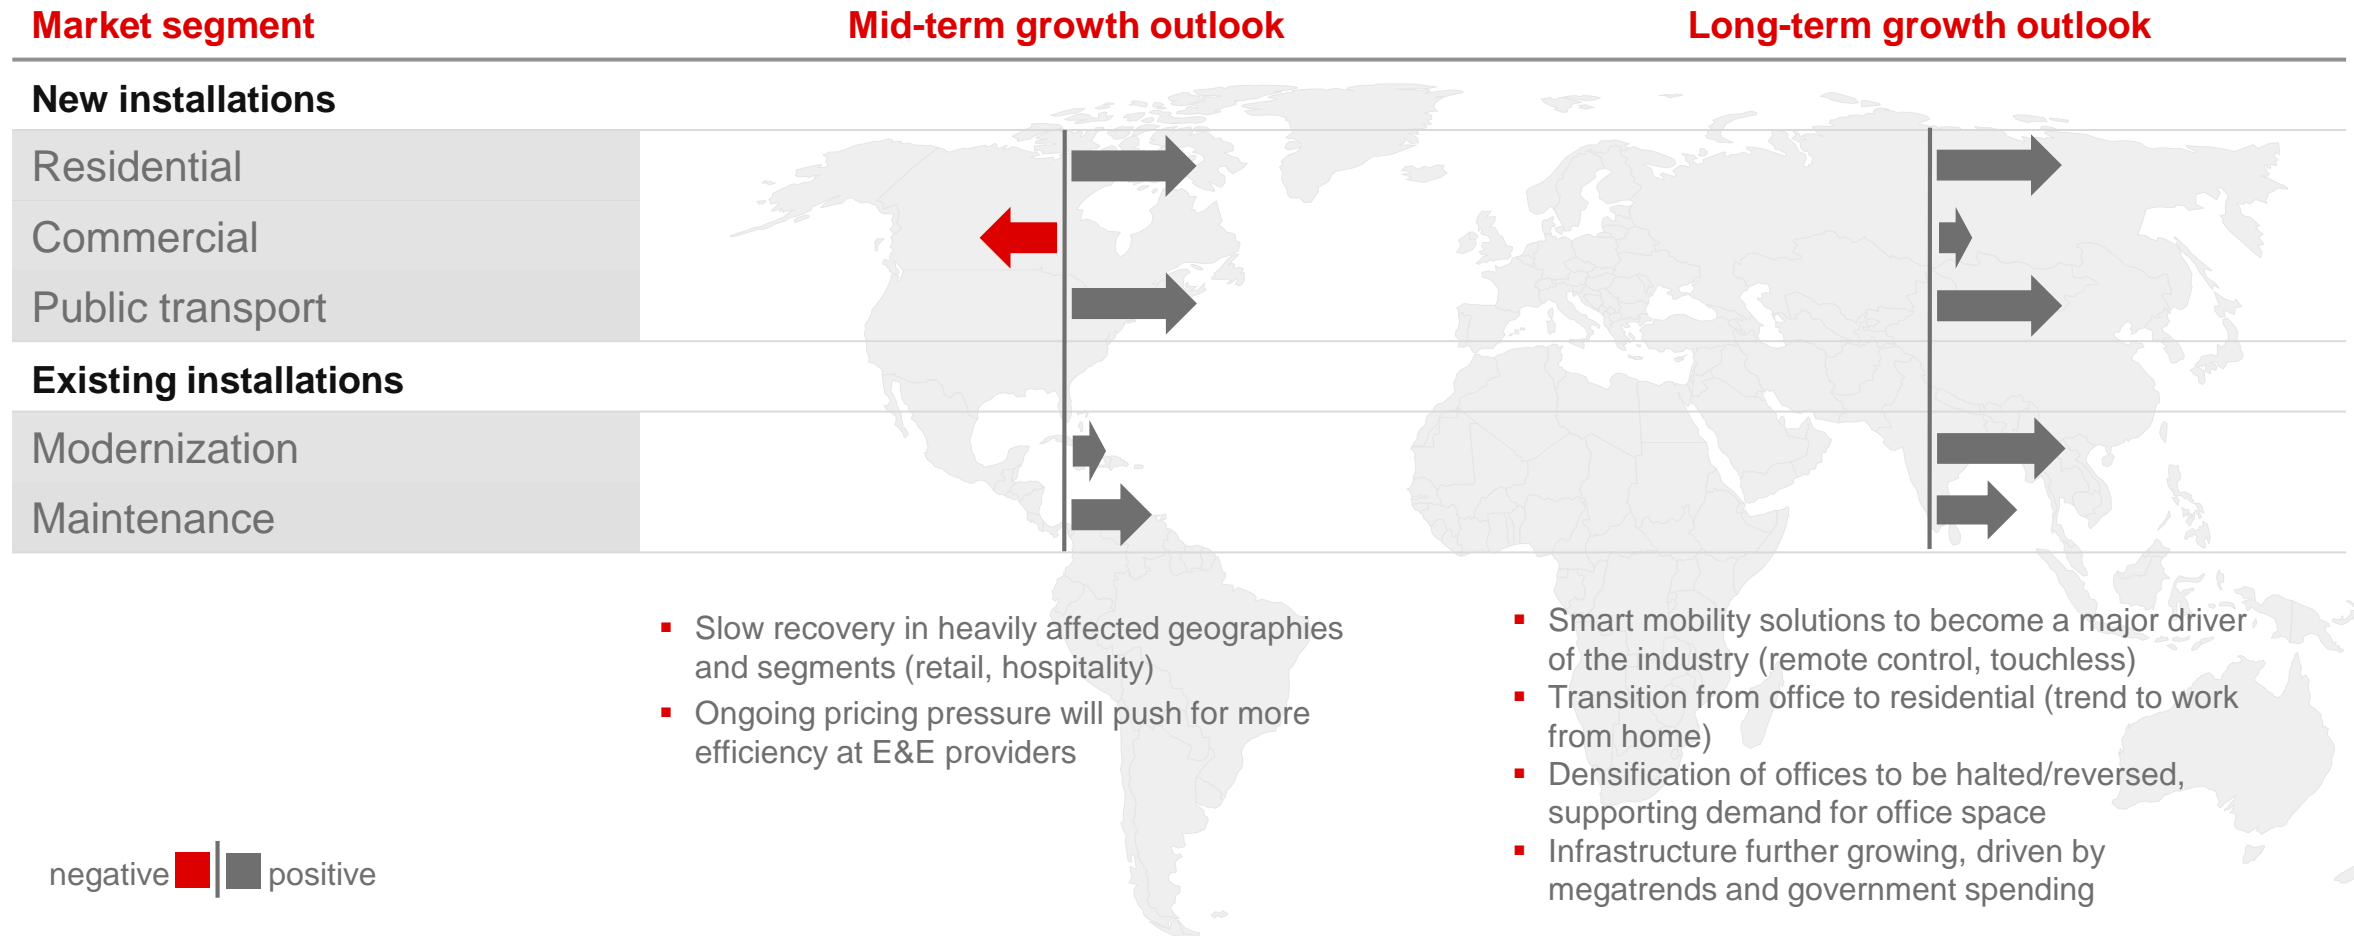 Market segment
Mid-term growth outlook
Long-term growth outlook
New installations
Residential
Commercial
Public transport
Existing installations
Modernization
Maintenance
▪ Slow recovery in heavily affected geographies
and segments (retail, hospitality)
▪ Ongoing pricing pressure will push for more
efficiency at E&E providers
▪ Smart mobility solutions to become a major driver
of the industry (remote control, touchless)
▪ Transition from office to residential (trend to work
from home)
▪ Densification of offices to be halted/reversed,
supporting demand for office space
▪ Infrastructure further growing, driven by
megatrends and government spending
negative
positive